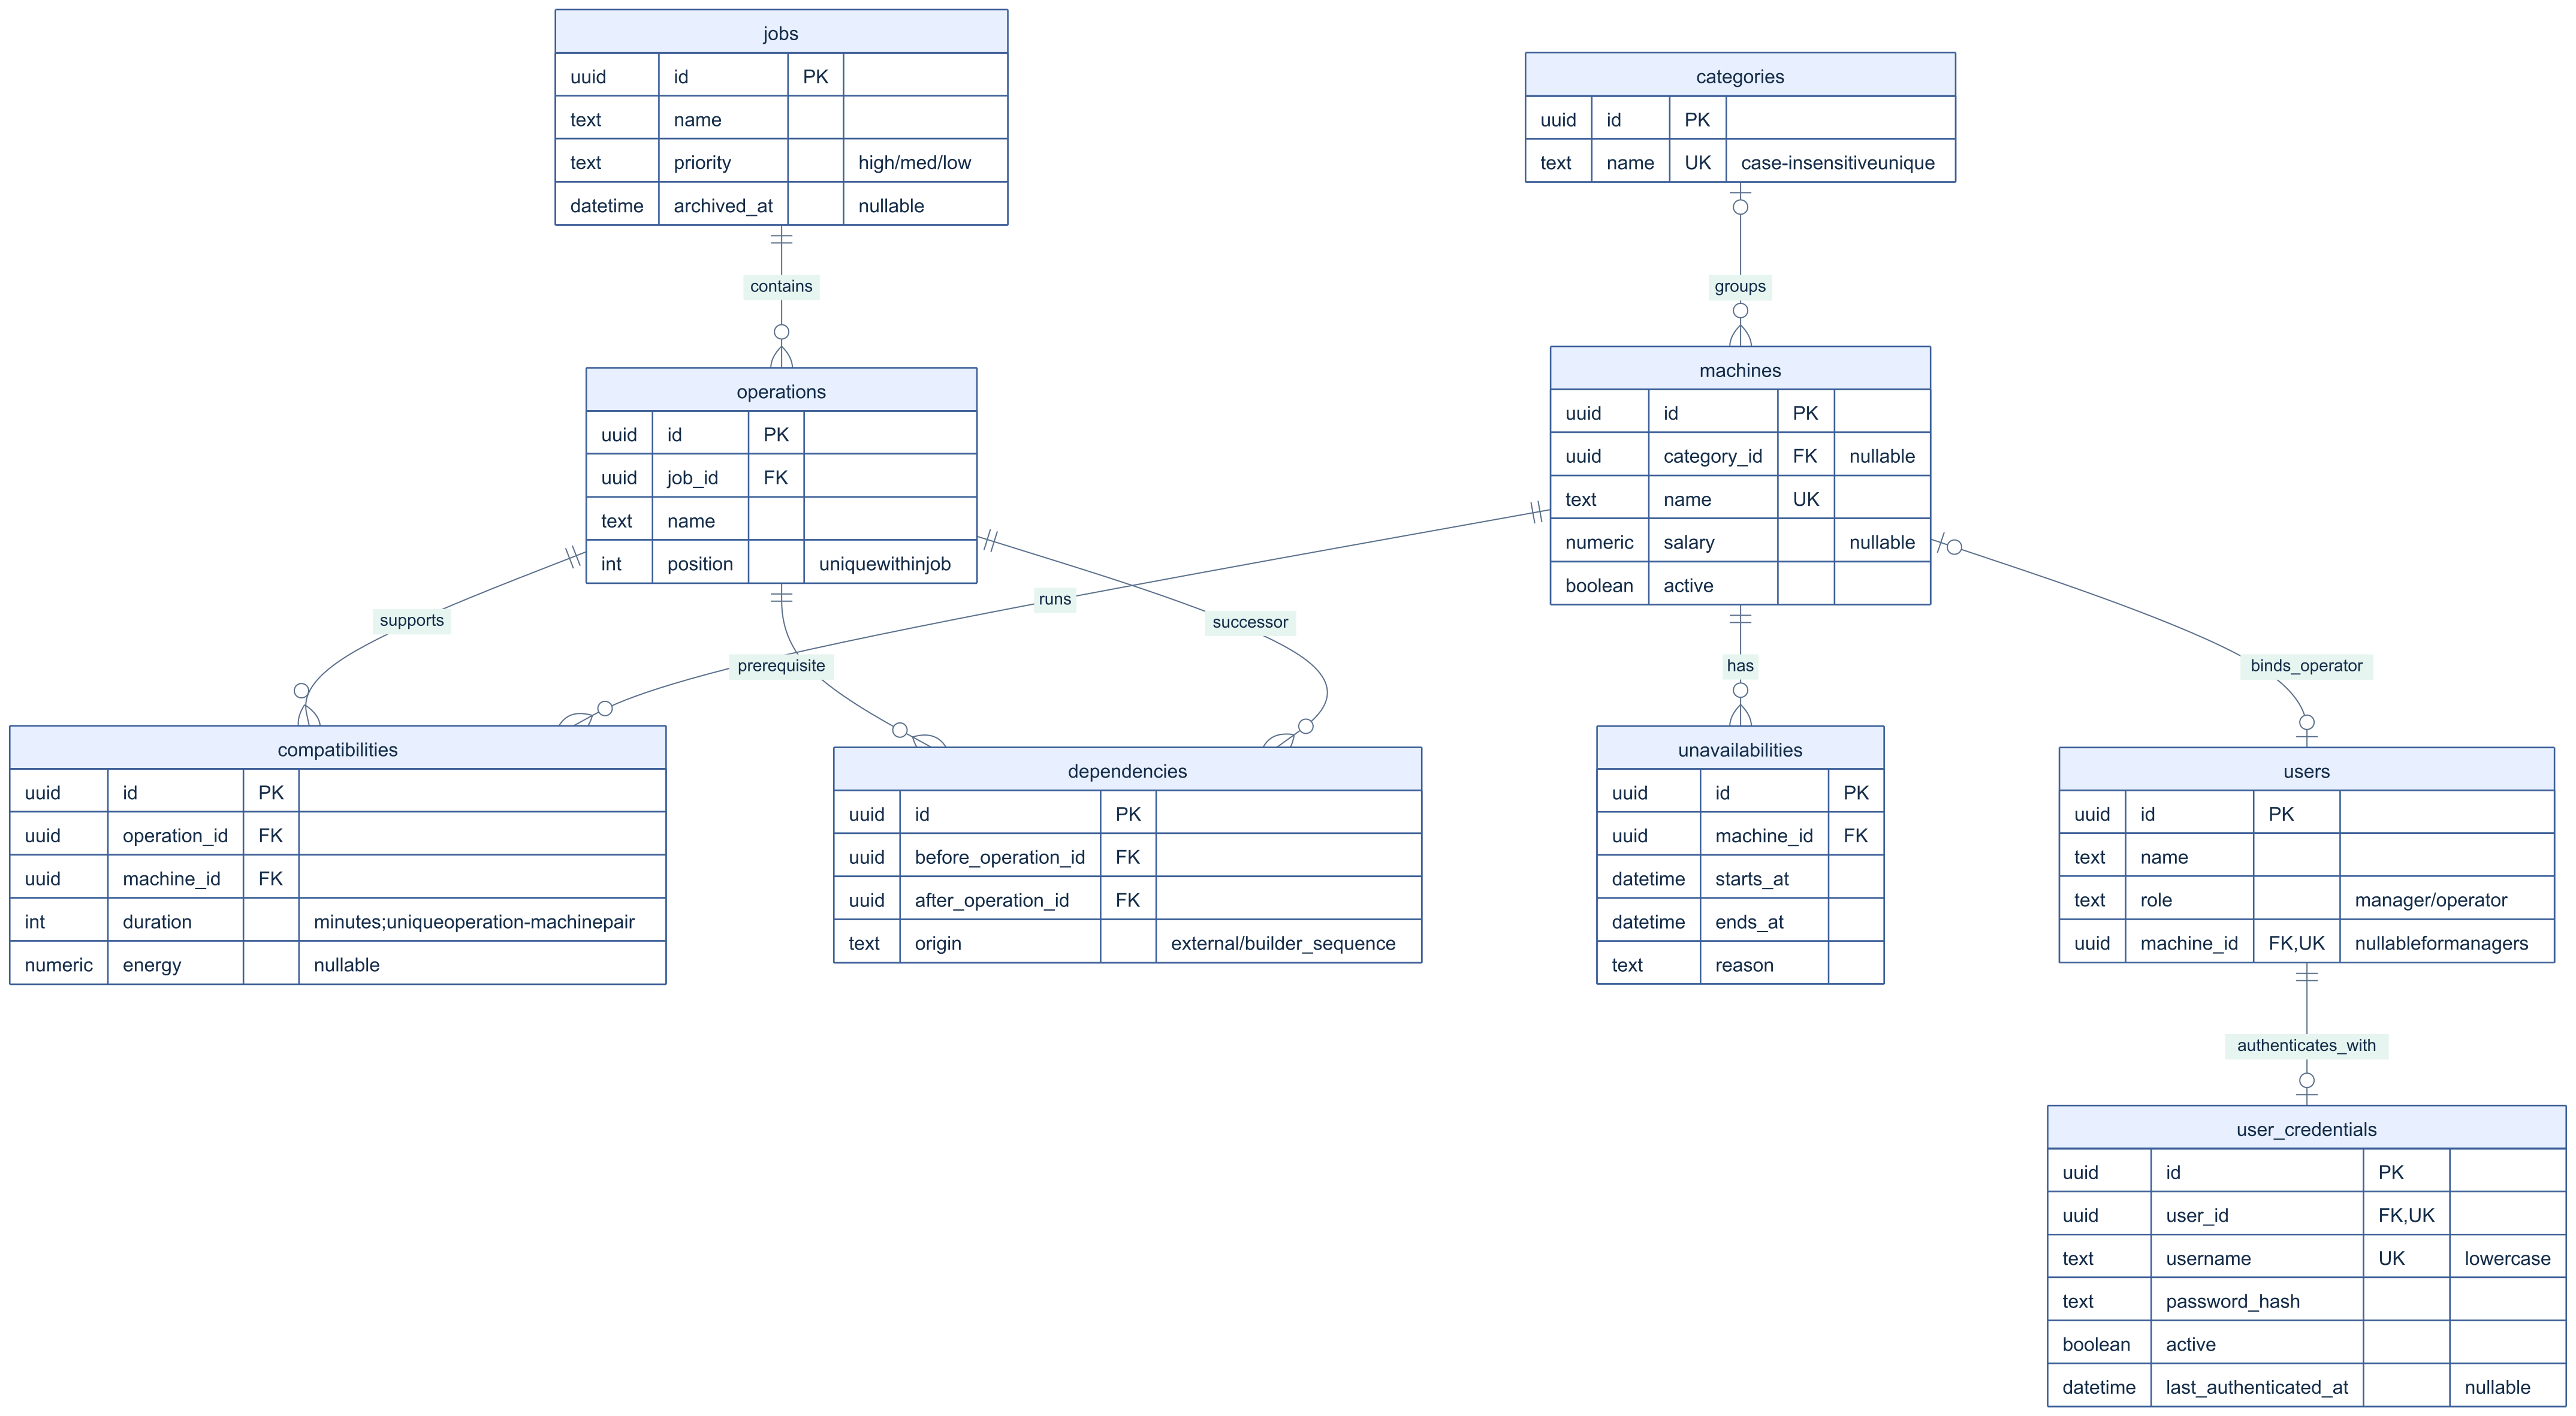 jobs
uuid id PK
text name
text priority high/med/low
datetime archived_at nullable
categories
uuid id PK
text name UK case-insensitiveunique
contains
groups
operations
uuid id PK
uuid job_id FK
text name
int position uniquewithinjob
machines
uuid id PK
uuid category_id FK nullable
text name UK
numeric salary nullable
boolean active
supports
runs
successor
prerequisite
has
binds_operator
compatibilities
uuid id PK
uuid operation_id FK
uuid machine_id FK
int duration minutes;uniqueoperation-machinepair
numeric energy nullable
dependencies
uuid id PK
uuid before_operation_id FK
uuid after_operation_id FK
text origin external/builder_sequence
unavailabilities
uuid id PK
uuid machine_id FK
datetime starts_at
datetime ends_at
text reason
users
uuid id PK
text name
text role manager/operator
uuid machine_id FK,UK nullableformanagers
authenticates_with
user_credentials
uuid id PK
uuid user_id FK,UK
text username UK lowercase
text password_hash
boolean active
datetime last_authenticated_at nullable